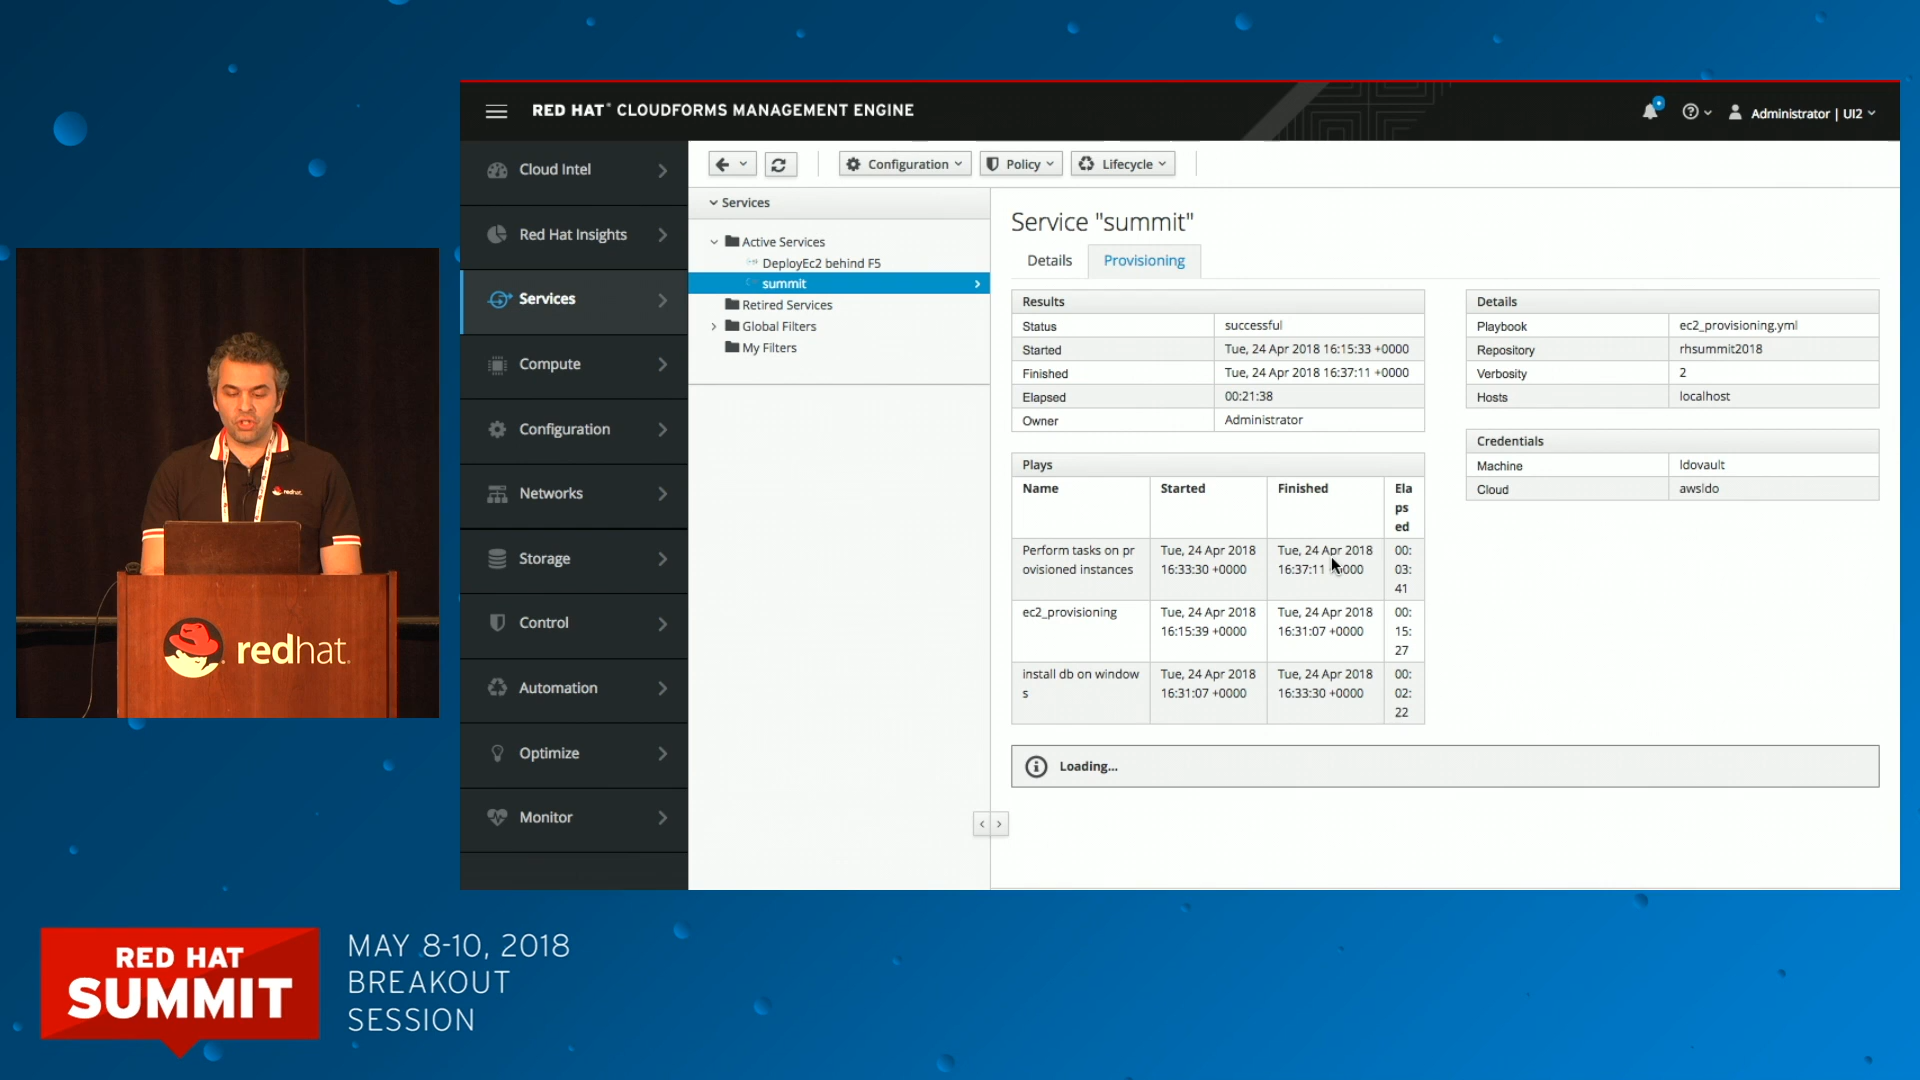 RED HAT® CLOUDFORMS MANAGEMENT ENGINE
Administrator | UI2
Cloud Intel
Red Hat Insights
Services
Compute
Configuration
Networks
Storage
Control
Automation
Optimize
Monitor
Configuration
Policy
Lifecycle
Services
Active Services
DeployEc2 behind F5
summit
Retired Services
Global Filters
My Filters
Service "summit"
Details
Provisioning
Results
Status successful
Started Tue, 24 Apr 2018 16:15:33 +0000
Finished Tue, 24 Apr 2018 16:37:11 +0000
Elapsed 00:21:38
Owner Administrator
Plays
Name Started Finished Ela
ps
ed
Perform tasks on pr Tue, 24 Apr 2018 Tue, 24 Apr 2018 00:
ovisioned instances 16:33:30 +0000 16:37:11 +0000 03:
41
ec2_provisioning Tue, 24 Apr 2018 Tue, 24 Apr 2018 00:
16:15:39 +0000 16:31:07 +0000 15:
27
install db on window Tue, 24 Apr 2018 Tue, 24 Apr 2018 00:
s 16:31:07 +0000 16:33:30 +0000 02:
22
Loading...
Details
Playbook ec2_provisioning.yml
Repository rhsummit2018
Verbosity 2
Hosts localhost
Credentials
Machine ldovault
Cloud awsido
redhat.
redhat.
RED HAT
SUMMIT
MAY 8-10, 2018
BREAKOUT
SESSION